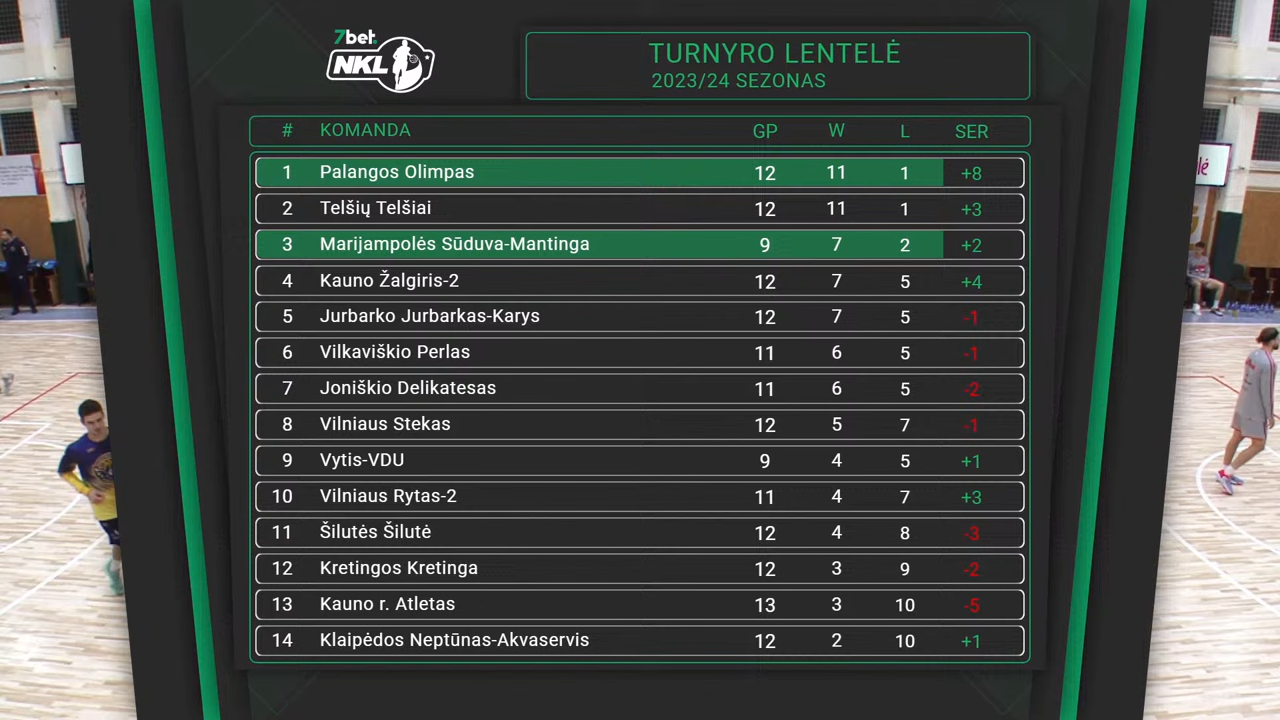 7bet
NKL
TURNYRO LENTELĖ
2023/24 SEZONAS
# KOMANDA GP W L SER
1 Palangos Olimpas 12 11 1 +8
2 Telšių Telšiai 12 11 1 +3
3 Marijampolės Sūduva-Mantinga 9 7 2 +2
4 Kauno Žalgiris-2 12 7 5 +4
5 Jurbarko Jurbarkas-Karys 12 7 5 -1
6 Vilkaviškio Perlas 11 6 5 -1
7 Joniškio Delikatesas 11 6 5 -2
8 Vilniaus Stekas 12 5 7 -1
9 Vytis-VDU 9 4 5 +1
10 Vilniaus Rytas-2 11 4 7 +3
11 Šilutės Šilutė 12 4 8 -3
12 Kretingos Kretinga 12 3 9 -2
13 Kauno r. Atletas 13 3 10 -5
14 Klaipėdos Neptūnas-Akvaservis 12 2 10 +1